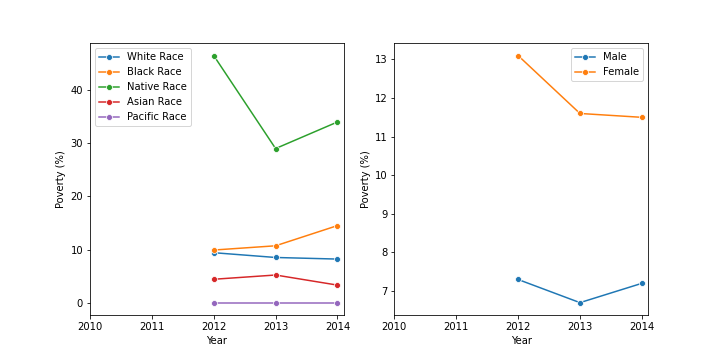 White Race
Black Race
Native Race
Asian Race
Pacific Race
40
30
20
10
0
Poverty (%)
2010 2011 2012 2013 2014
Year
Male
Female
13
12
11
10
9
8
7
Poverty (%)
2010 2011 2012 2013 2014
Year